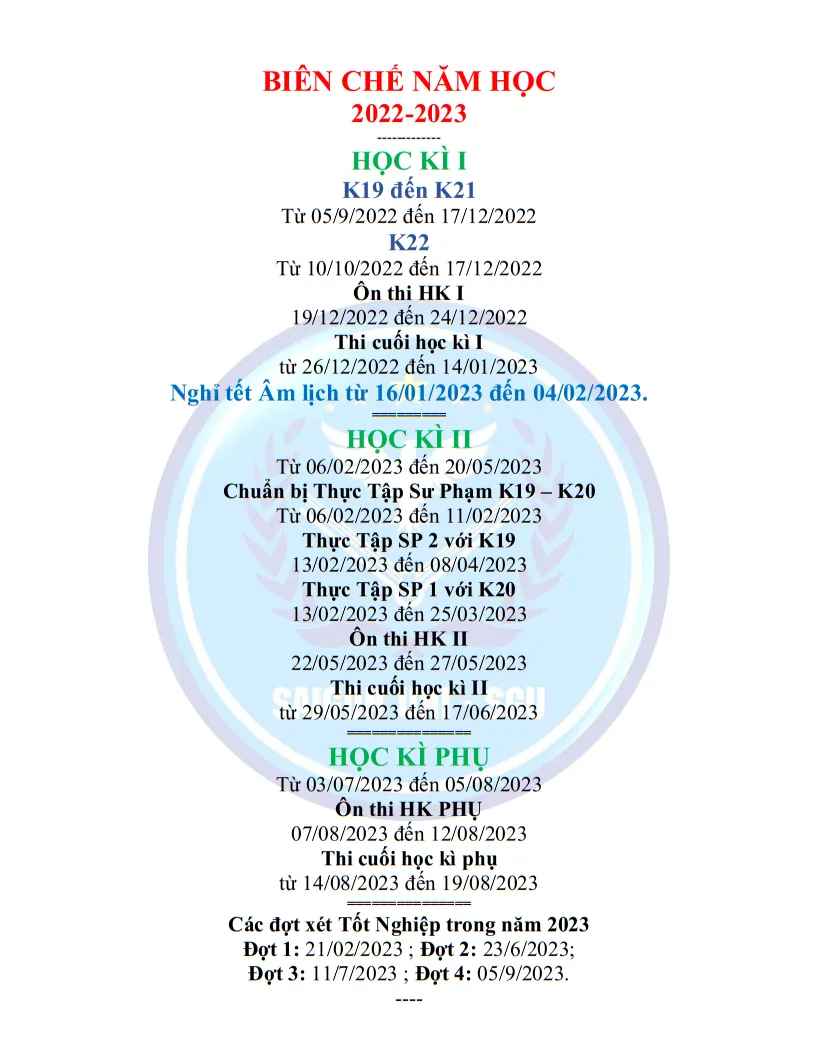 BIÊN CHẾ NĂM HỌC
2022-2023
-------------
HỌC KÌ I
K19 đến K21
Từ 05/9/2022 đến 17/12/2022
K22
Từ 10/10/2022 đến 17/12/2022
Ôn thi HK I
19/12/2022 đến 24/12/2022
Thi cuối học kì I
từ 26/12/2022 đến 14/01/2023
Nghỉ tết Âm lịch từ 16/01/2023 đến 04/02/2023.
=========
HỌC KÌ II
Từ 06/02/2023 đến 20/05/2023
Chuẩn bị Thực Tập Sư Phạm K19 – K20
Từ 06/02/2023 đến 11/02/2023
Thực Tập SP 2 với K19
13/02/2023 đến 08/04/2023
Thực Tập SP 1 với K20
13/02/2023 đến 25/03/2023
Ôn thi HK II
22/05/2023 đến 27/05/2023
Thi cuối học kì II
từ 29/05/2023 đến 17/06/2023
===============
HỌC KÌ PHỤ
Từ 03/07/2023 đến 05/08/2023
Ôn thi HK PHỤ
07/08/2023 đến 12/08/2023
Thi cuối học kì phụ
từ 14/08/2023 đến 19/08/2023
===============
Các đợt xét Tốt Nghiệp trong năm 2023
Đợt 1: 21/02/2023 ; Đợt 2: 23/6/2023;
Đợt 3: 11/7/2023 ; Đợt 4: 05/9/2023.
----